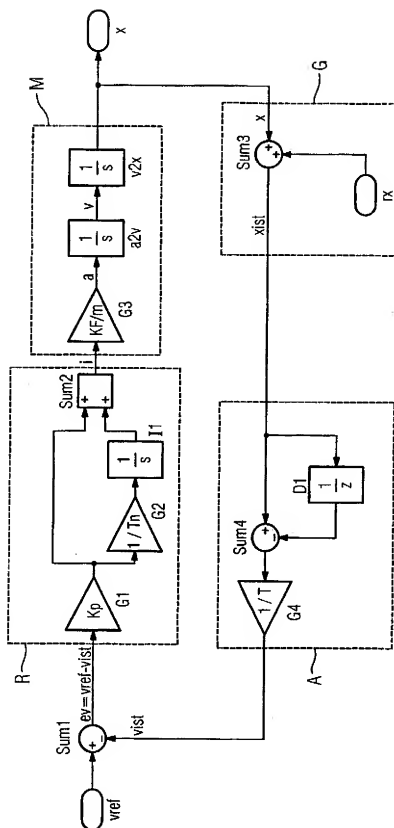 M
KF/m
G3
a
1
s
a2v
v
1
s
v2x
x
R
Kp
G1
1/Tn
G2
1
s
I1
Sum2
+
+
i
vref
Sum1
+
-
ev=vref-vist
vist
G
x
Sum3
+
+
rx
xist
A
D1
1
z
Sum4
+
-
1/T
G4